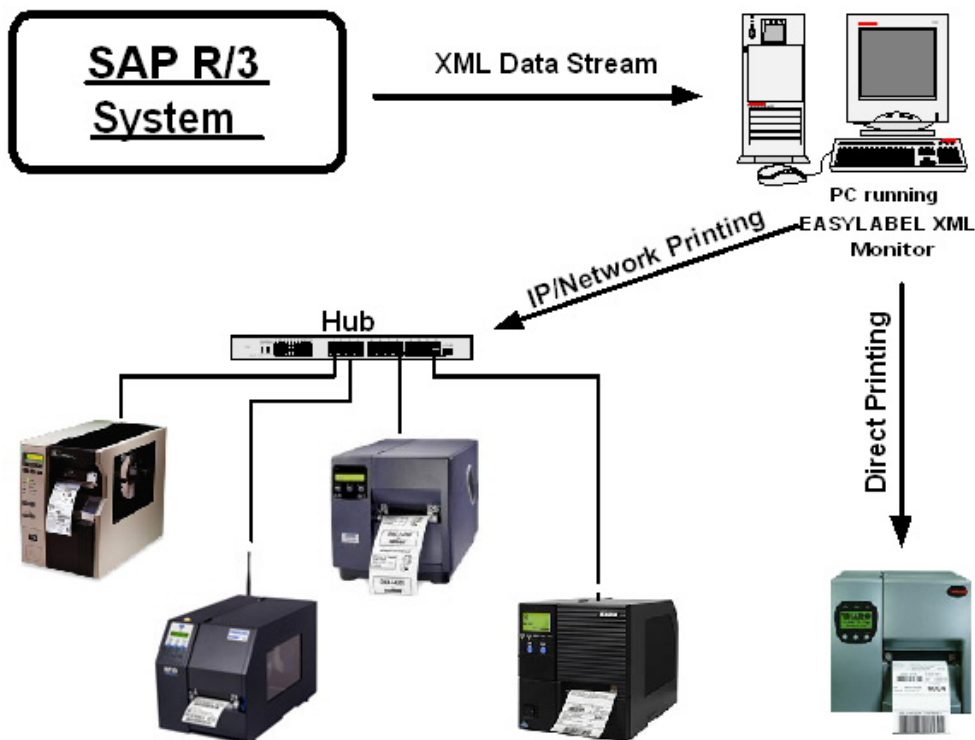 SAP R/3
System
XML Data Stream
PC running
EASYLABEL XML
Monitor
IP/Network Printing
Hub
Direct Printing